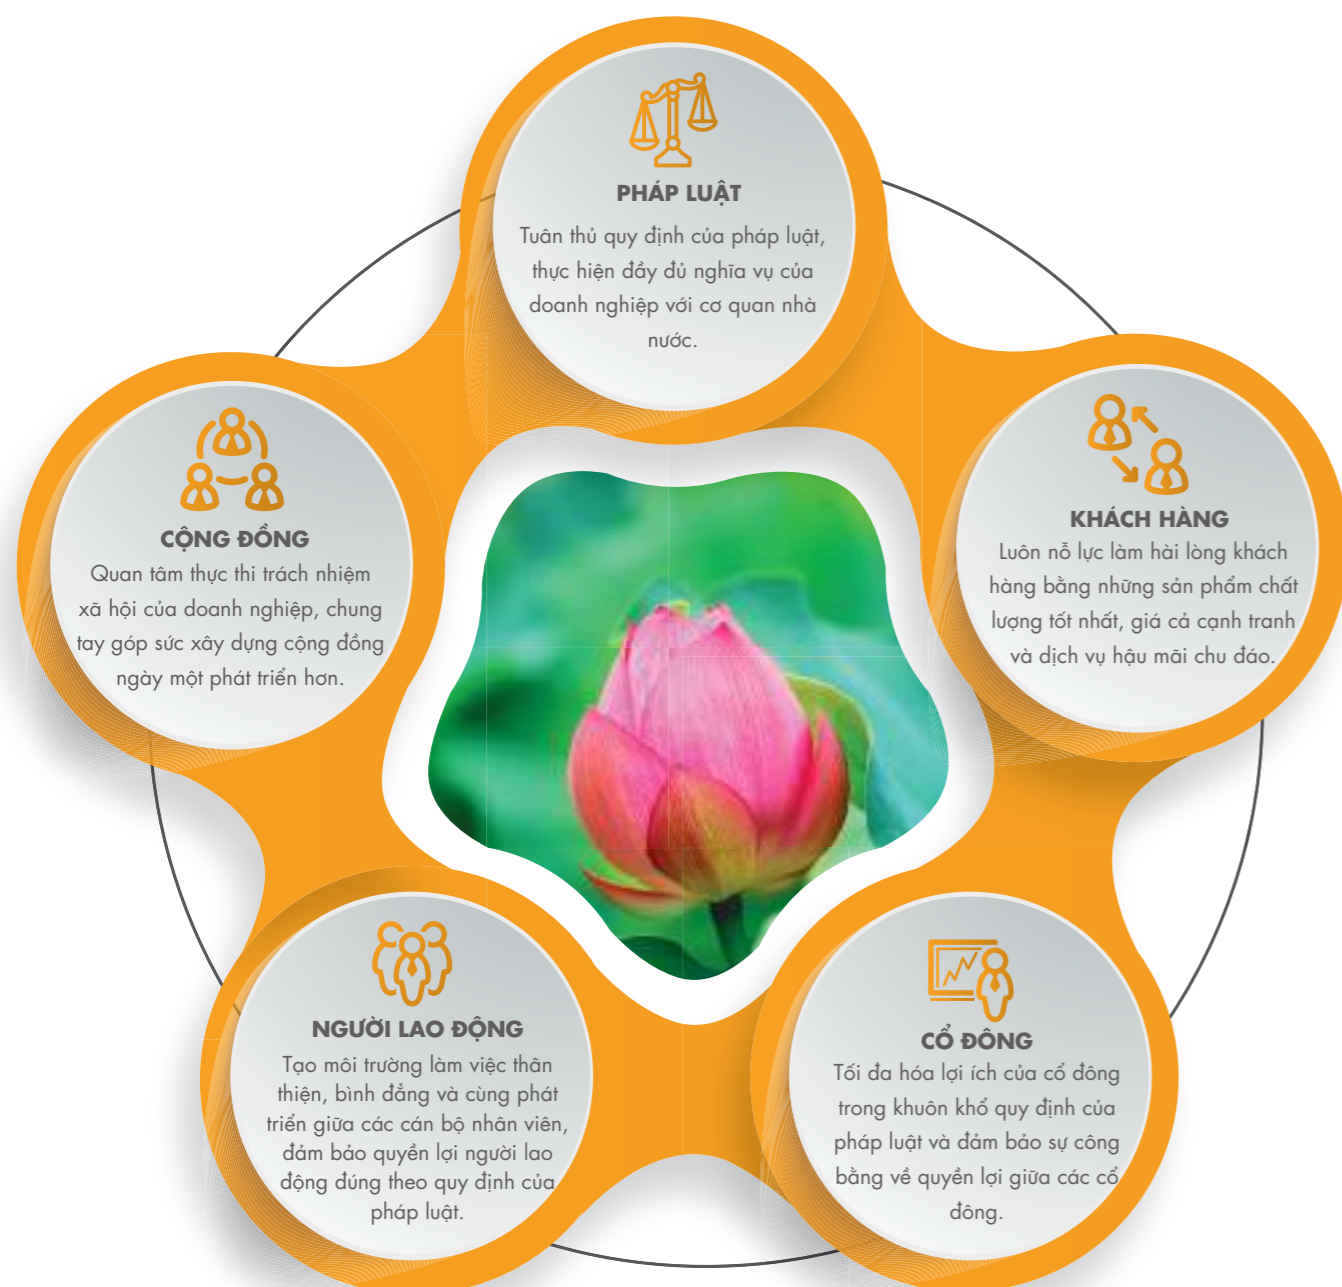 PHÁP LUẬT
Tuân thủ quy định của pháp luật,
thực hiện đầy đủ nghĩa vụ của
doanh nghiệp với cơ quan nhà
nước.
KHÁCH HÀNG
Luôn nỗ lực làm hài lòng khách
hàng bằng những sản phẩm chất
lượng tốt nhất, giá cả cạnh tranh
và dịch vụ hậu mãi chu đáo.
CỘNG ĐỒNG
Quan tâm thực thi trách nhiệm
xã hội của doanh nghiệp, chung
tay góp sức xây dựng cộng đồng
ngày một phát triển hơn.
NGƯỜI LAO ĐỘNG
Tạo môi trường làm việc thân
thiện, bình đẳng và cùng phát
triển giữa các cán bộ nhân viên,
đảm bảo quyền lợi người lao
động đúng theo quy định của
pháp luật.
CỔ ĐÔNG
Tối đa hóa lợi ích của cổ đông
trong khuôn khổ quy định của
pháp luật và đảm bảo sự công
bằng về quyền lợi giữa các cổ
đông.